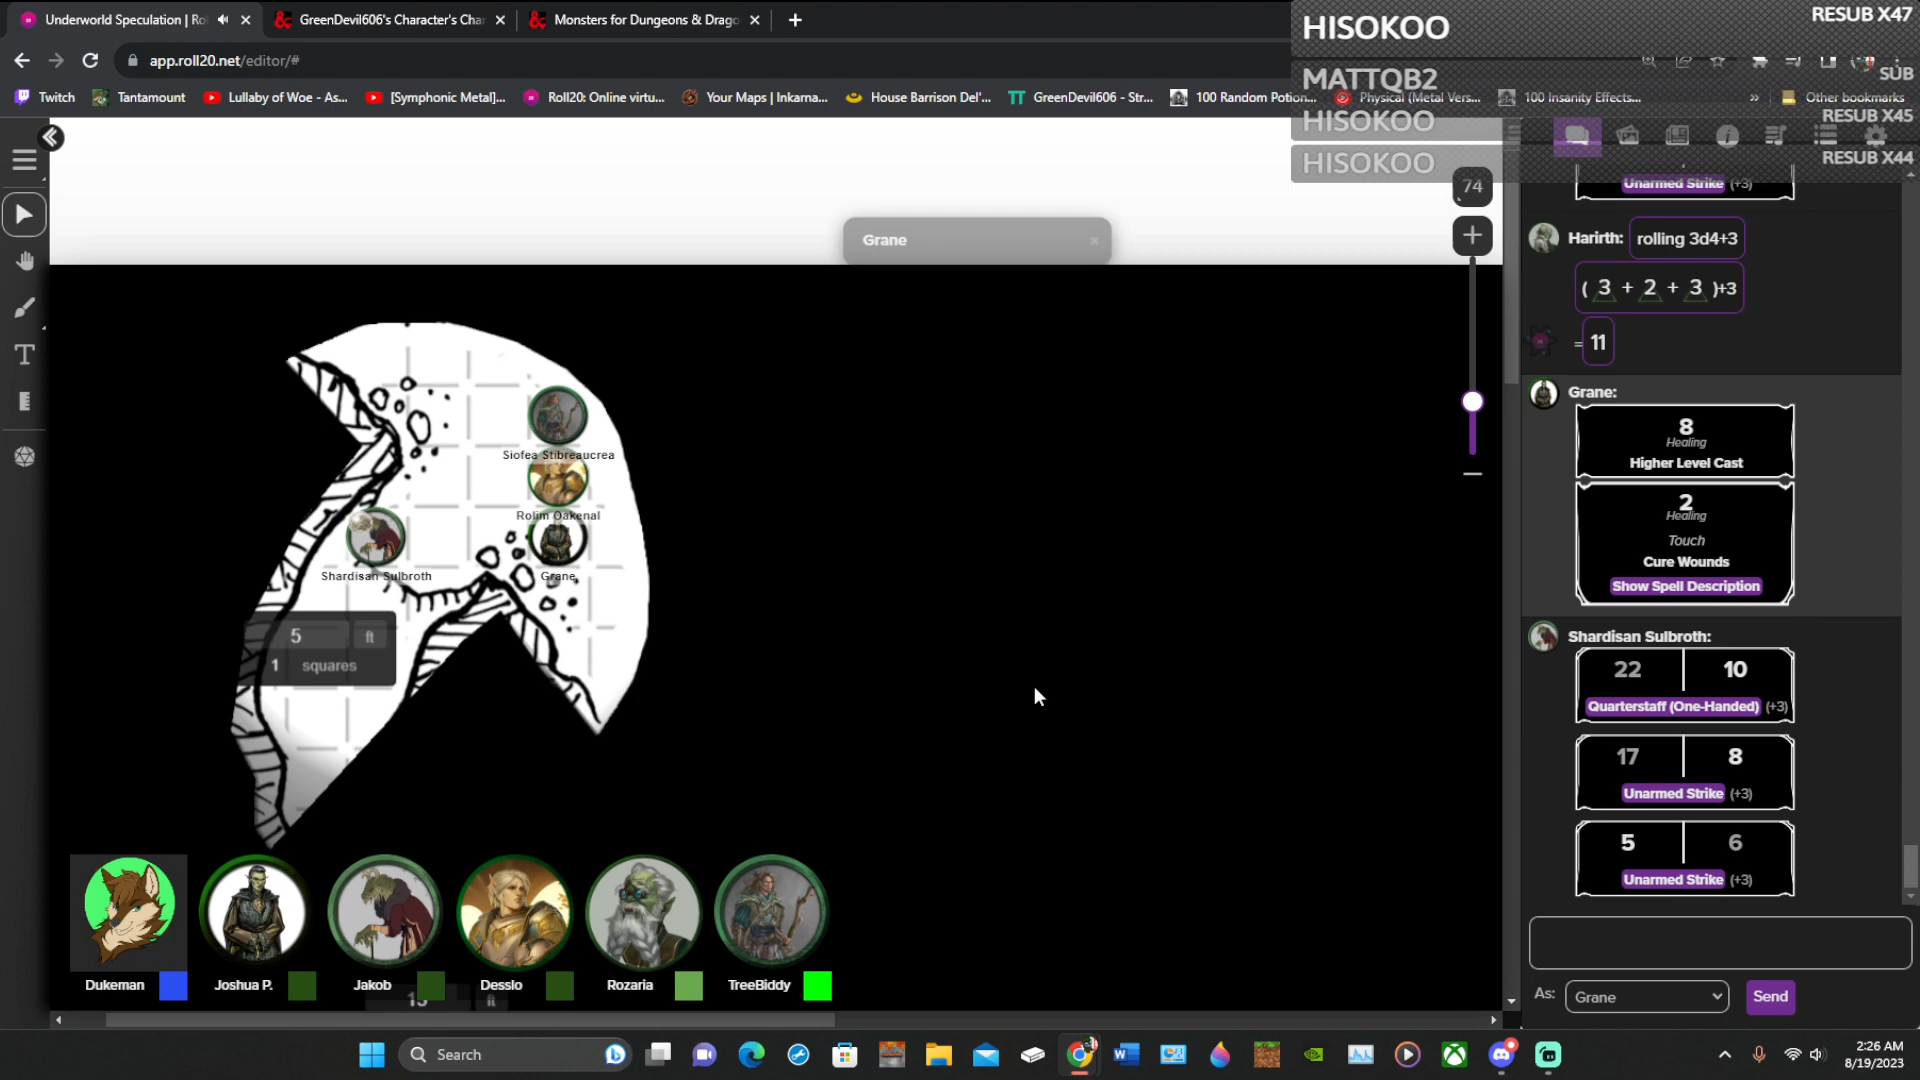 Underworld Speculation | Ro
GreenDevil606's Character's Char
Monsters for Dungeons & Drago
HISOKOO
RESUB X47
app.roll20.net/editor/#
MATTQB2
SUB
Twitch
Tantamount
Lullaby of Woe - As...
[Symphonic Metal]...
Roll20: Online virtu...
Your Maps | Inkarna...
House Barrison Del'...
GreenDevil606 - Str...
100 Random Potion...
Physical (Metal Vers...
100 Insanity Effects...
Other bookmarks
HISOKOO
RESUB X45
HISOKOO
RESUB X44
74
Unarmed Strike (+3)
Grane
Harirth:
rolling 3d4+3
( 3 + 2 + 3 )+3
=11
Grane:
8
Healing
Higher Level Cast
2
Healing
Touch
Cure Wounds
Show Spell Description
Siofea Stibreaucrea
Rolim Oakenal
Shardisan Sulbroth
Grane
5 ft
1 squares
Shardisan Sulbroth:
22 10
Quarterstaff (One-Handed) (+3)
17 8
Unarmed Strike (+3)
5 6
Unarmed Strike (+3)
Dukeman
Joshua P.
Jakob
Desslo
Rozaria
TreeBiddy
15 ft
As:
Grane
Send
Search
2:26 AM
8/19/2023